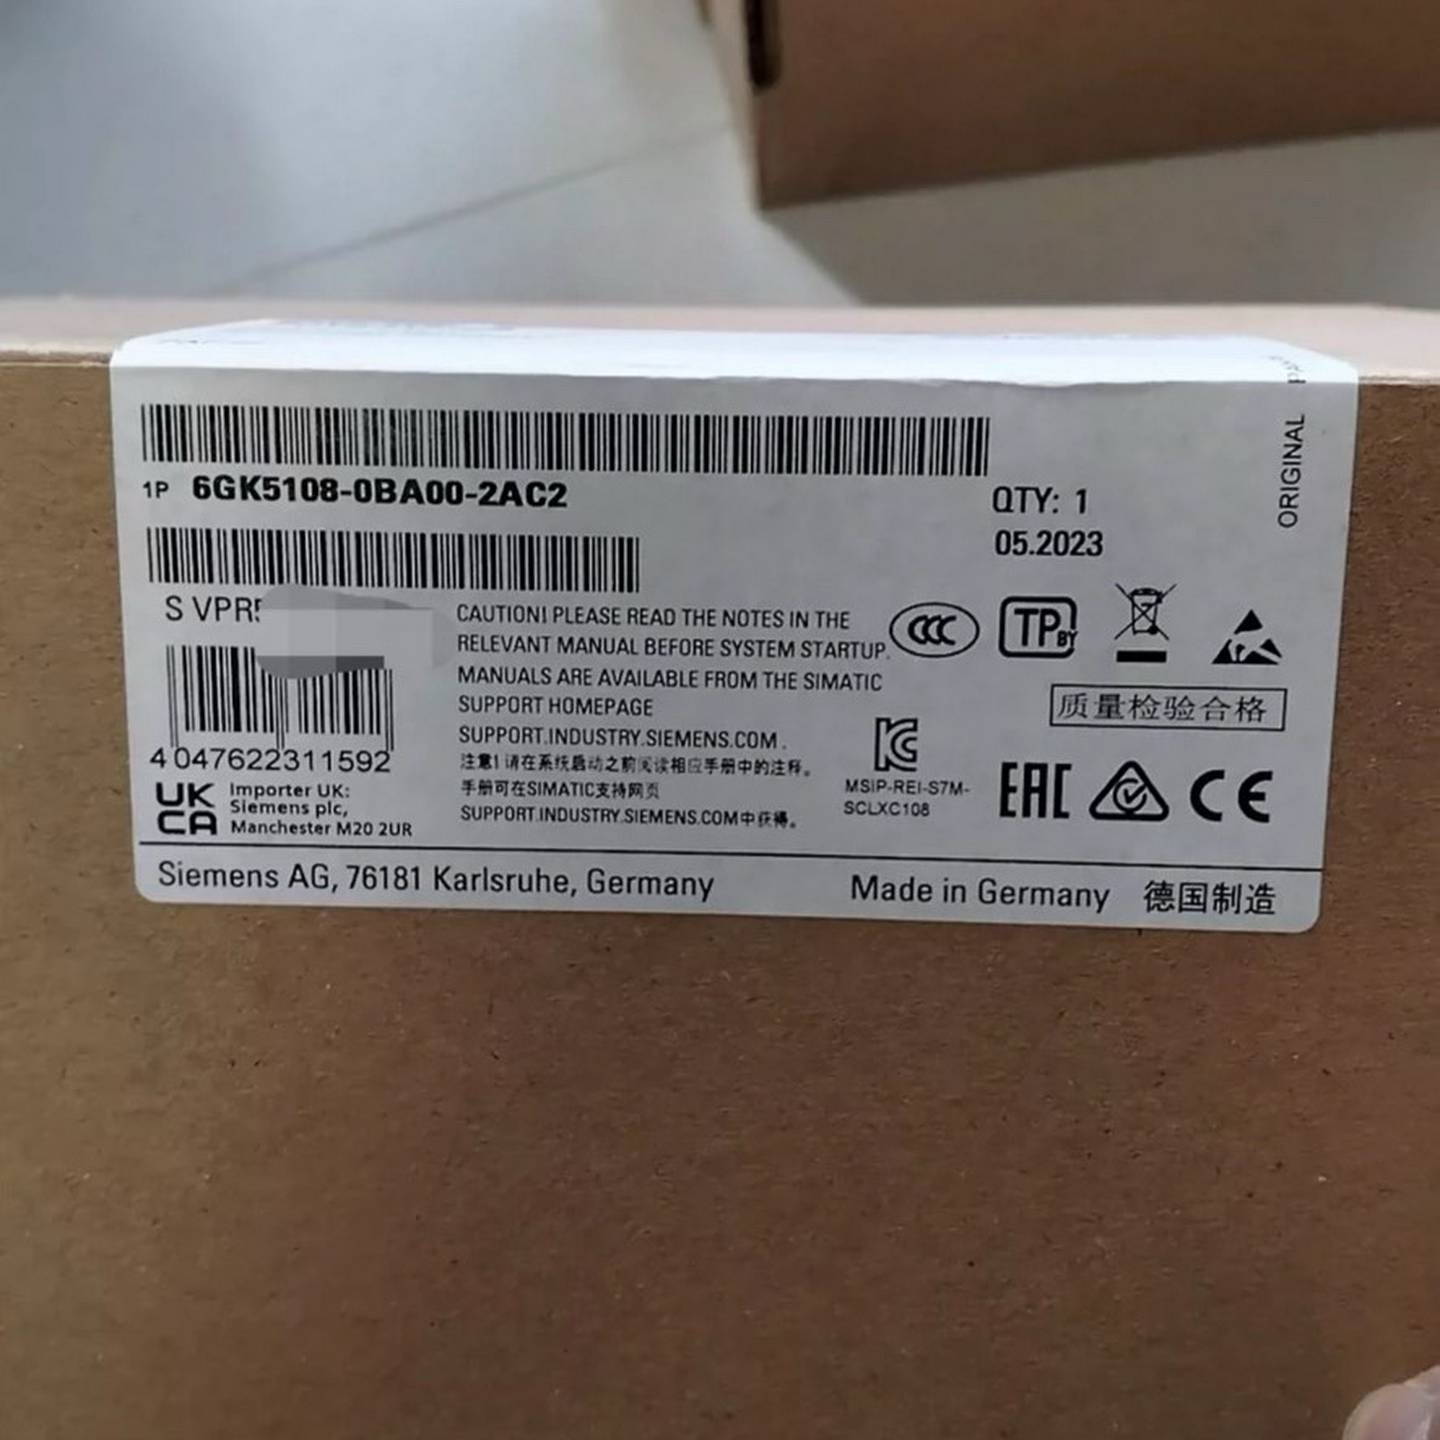 1P 6GK5108-0BA00-2AC2
QTY: 1
05.2023
ORIGINAL
S VPR
CAUTION! PLEASE READ THE NOTES IN THE
RELEVANT MANUAL BEFORE SYSTEM STARTUP.
MANUALS ARE AVAILABLE FROM THE SIMATIC
SUPPORT HOMEPAGE
SUPPORT.INDUSTRY.SIEMENS.COM .
注意! 请在系统启动之前阅读相应手册中的注释。
手册可在SIMATIC支持网页
SUPPORT.INDUSTRY.SIEMENS.COM中获得。
CCC
TP BY
质量检验合格
4 047622311592
UK
CA
Importer UK:
Siemens plc,
Manchester M20 2UR
KC
MSIP-REI-S7M-
SCLXC108
EAC
CE
Siemens AG, 76181 Karlsruhe, Germany
Made in Germany 德国制造